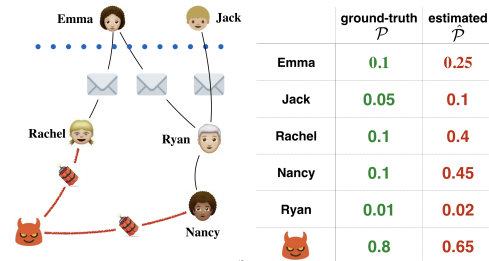 Emma
Jack
Rachel
Ryan
Nancy
ground-truth estimated
𝒫 𝒫̂
Emma 0.1 0.25
Jack 0.05 0.1
Rachel 0.1 0.4
Nancy 0.1 0.45
Ryan 0.01 0.02
0.8 0.65